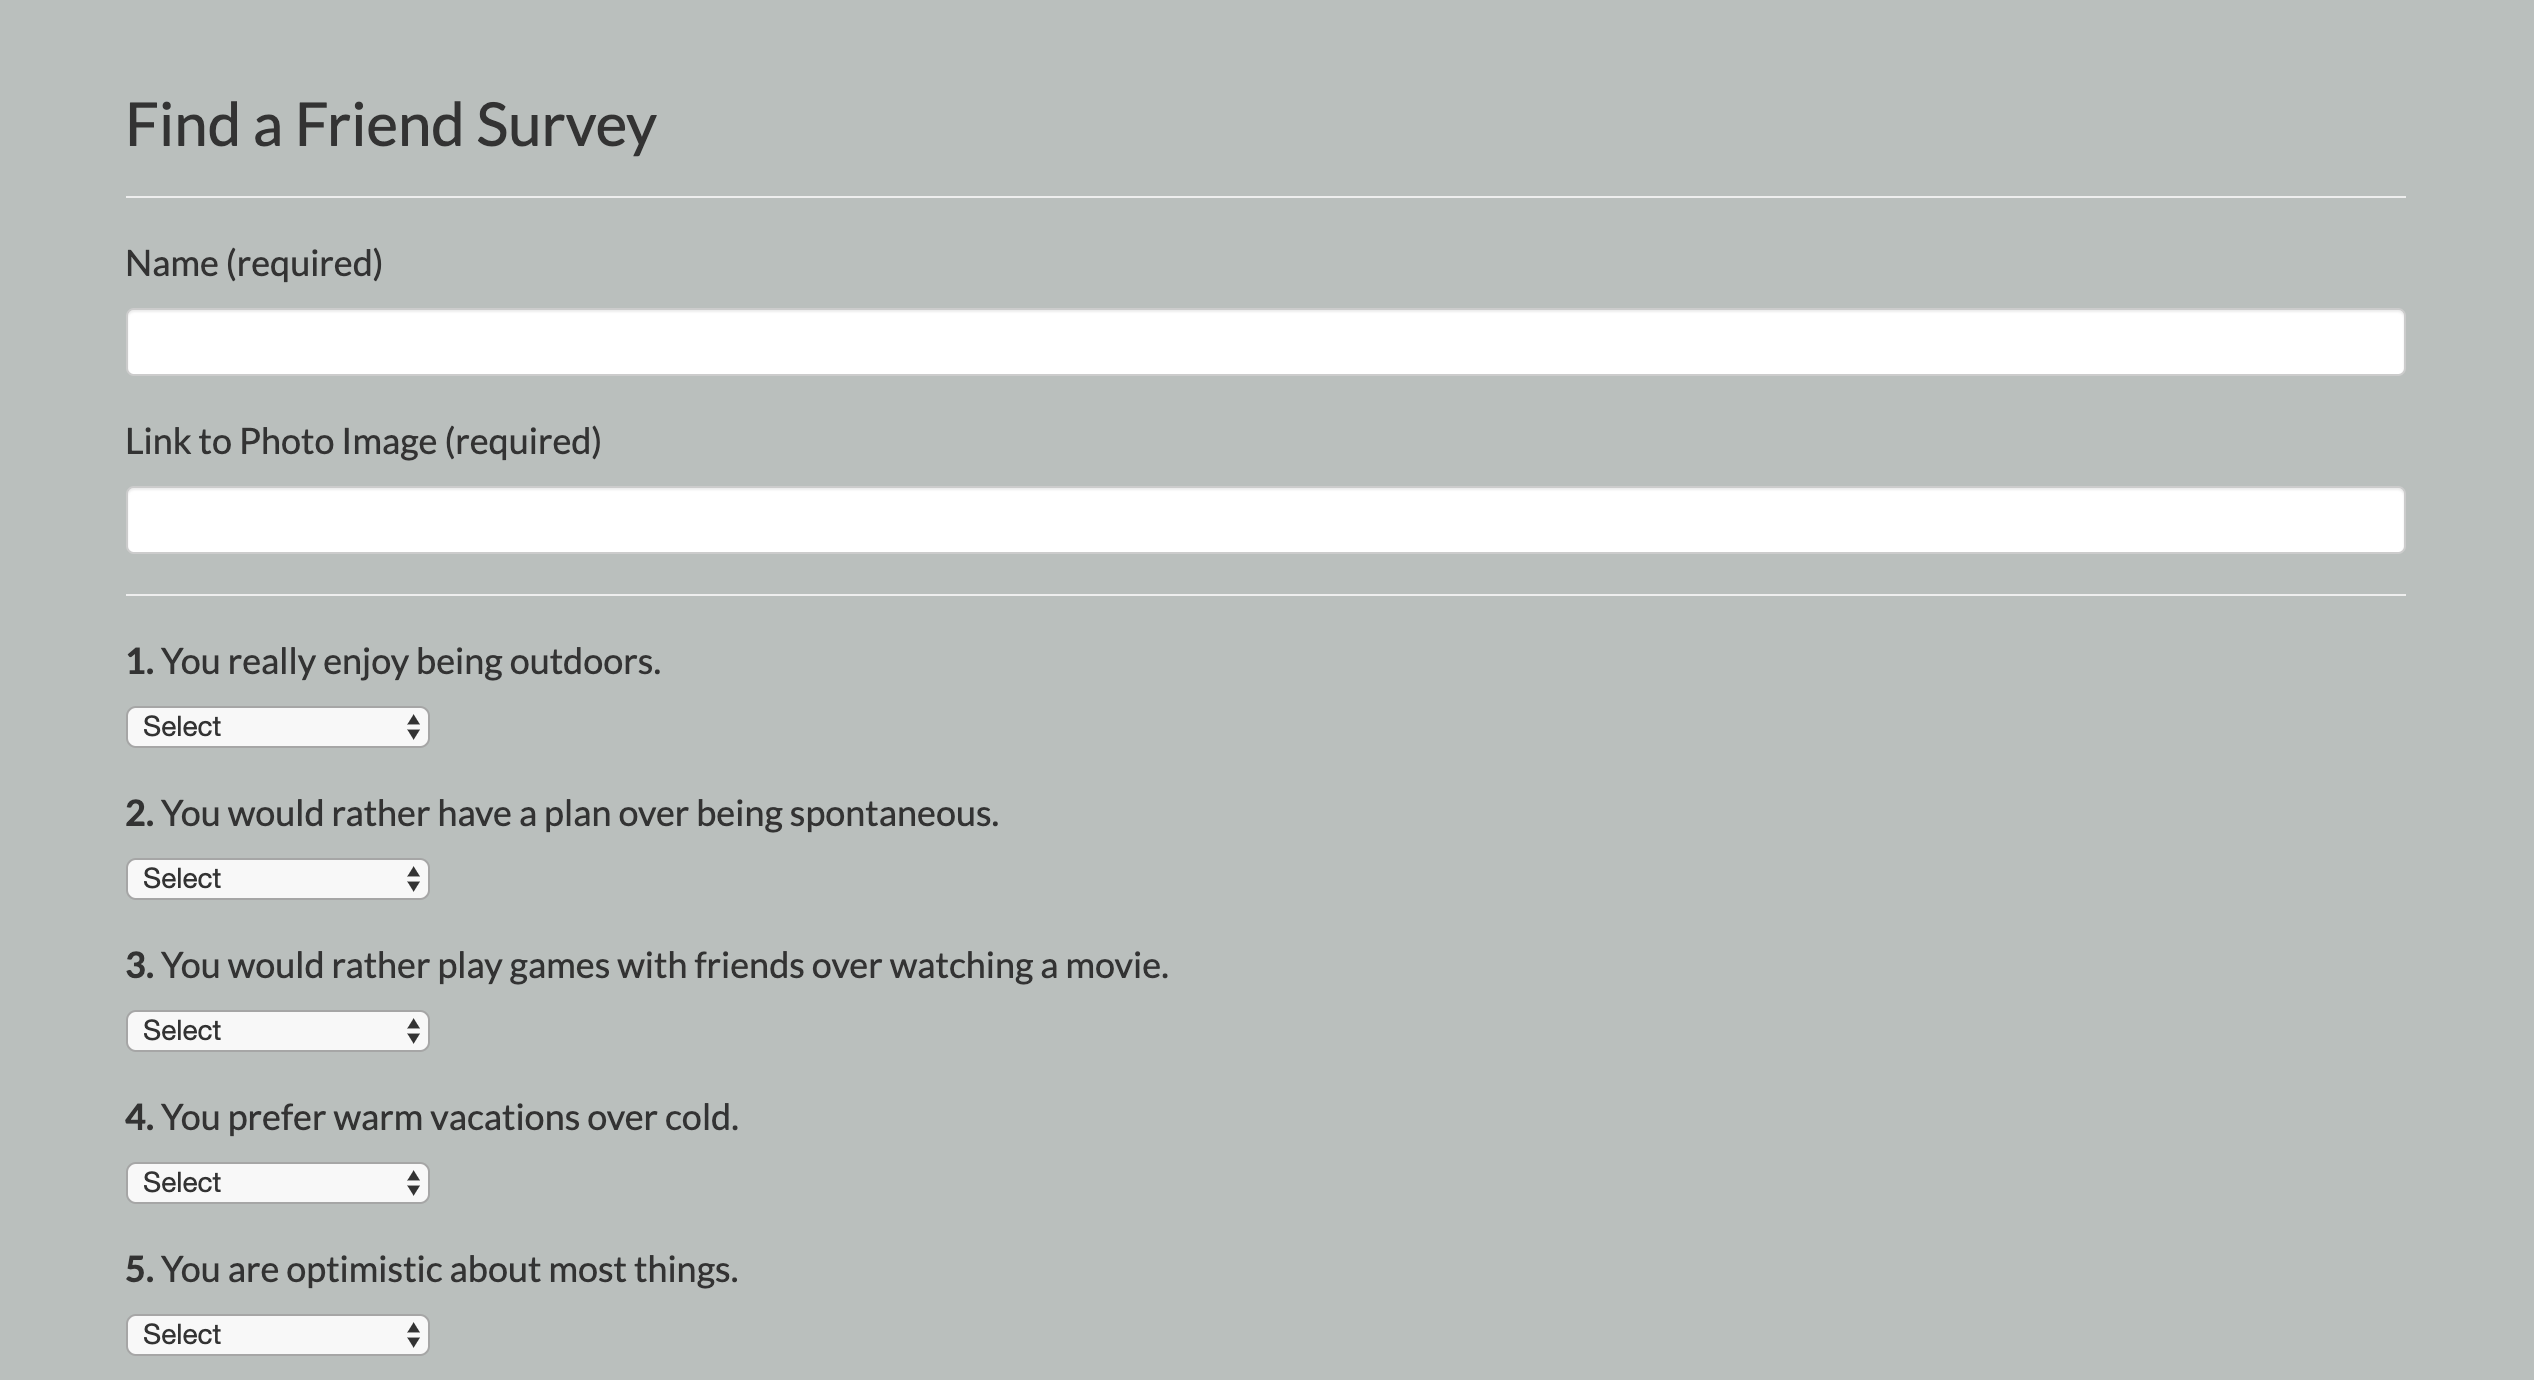 Find a Friend Survey
Name (required)
Link to Photo Image (required)
1. You really enjoy being outdoors.
Select
2. You would rather have a plan over being spontaneous.
Select
3. You would rather play games with friends over watching a movie.
Select
4. You prefer warm vacations over cold.
Select
5. You are optimistic about most things.
Select